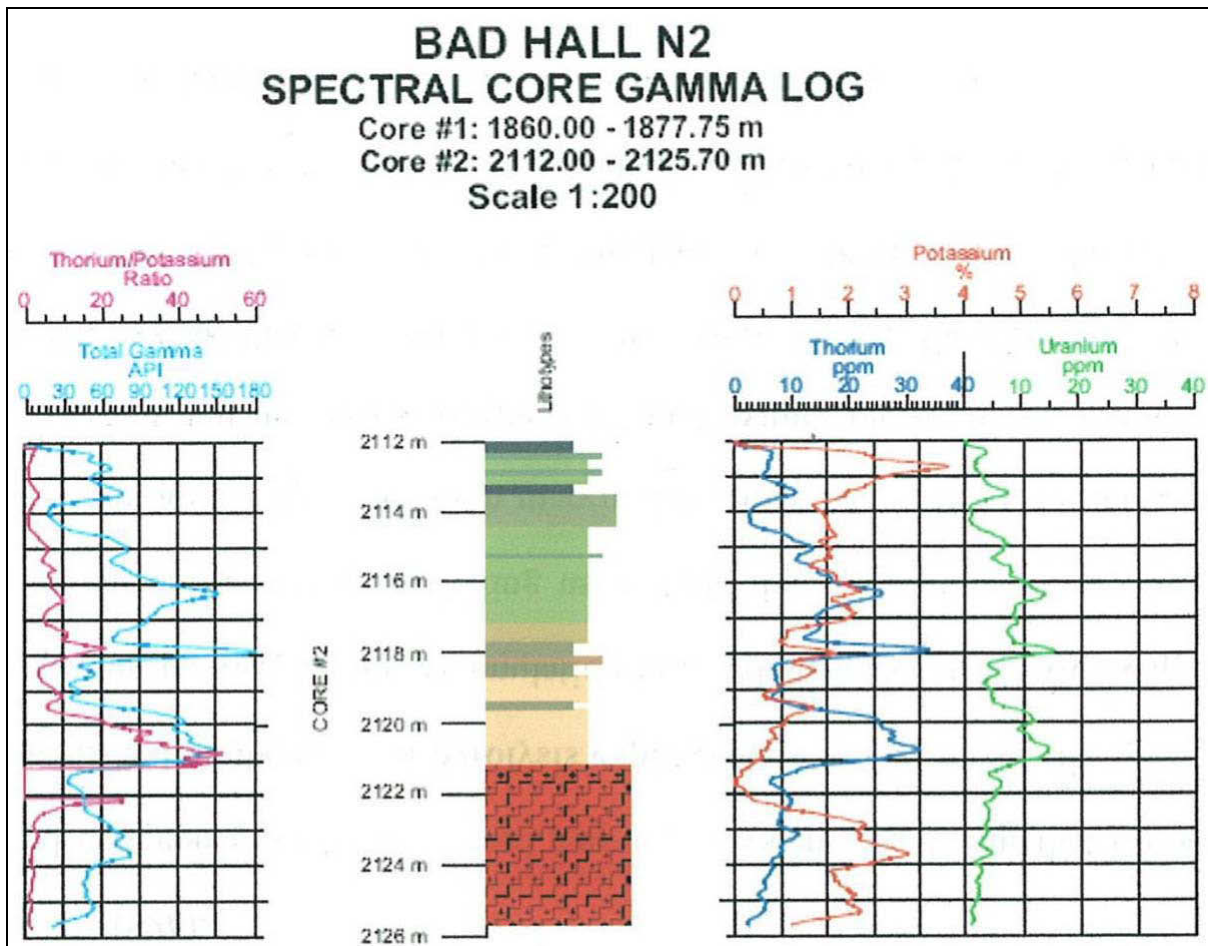 BAD HALL N2
SPECTRAL CORE GAMMA LOG
Core #1: 1860.00 - 1877.75 m
Core #2: 2112.00 - 2125.70 m
Scale 1:200
Thorium/Potassium
Ratio
0 20 40 60
Total Gamma
API
0 30 60 90 120 150 180
Lithotypes
Potassium
%
0 1 2 3 4 5 6 7 8
Thorium
ppm
0 10 20 30 40
Uranium
ppm
10 20 30 40
CORE #2
2112 m
2114 m
2116 m
2118 m
2120 m
2122 m
2124 m
2126 m